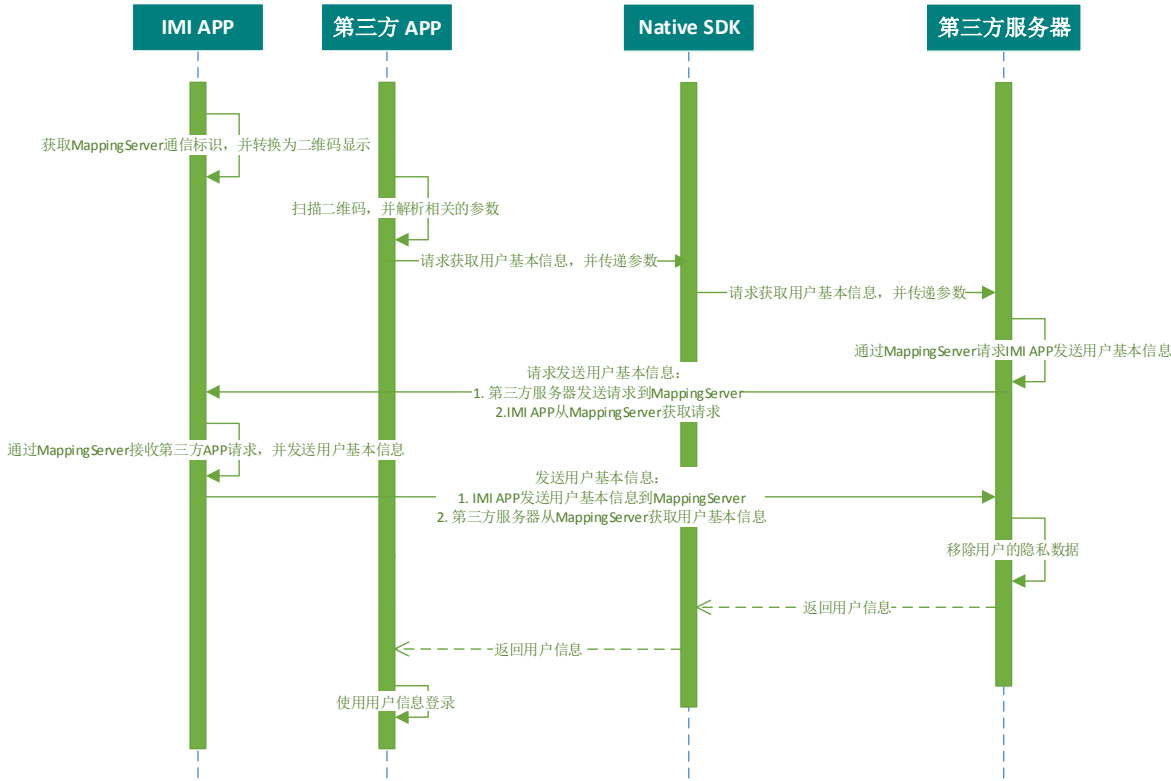 IMI APP
第三方 APP
Native SDK
第三方服务器
获取MappingServer通信标识，并转换为二维码显示
扫描二维码，并解析相关的参数
请求获取用户基本信息，并传递参数
请求获取用户基本信息，并传递参数
通过MappingServer请求IMI APP发送用户基本信息
请求发送用户基本信息：
1. 第三方服务器发送请求到MappingServer
2.IMI APP从MappingServer获取请求
通过MappingServer接收第三方APP请求，并发送用户基本信息
发送用户基本信息：
1. IMI APP发送用户基本信息到MappingServer
2. 第三方服务器从MappingServer获取用户基本信息
移除用户的隐私数据
返回用户信息
返回用户信息
使用用户信息登录